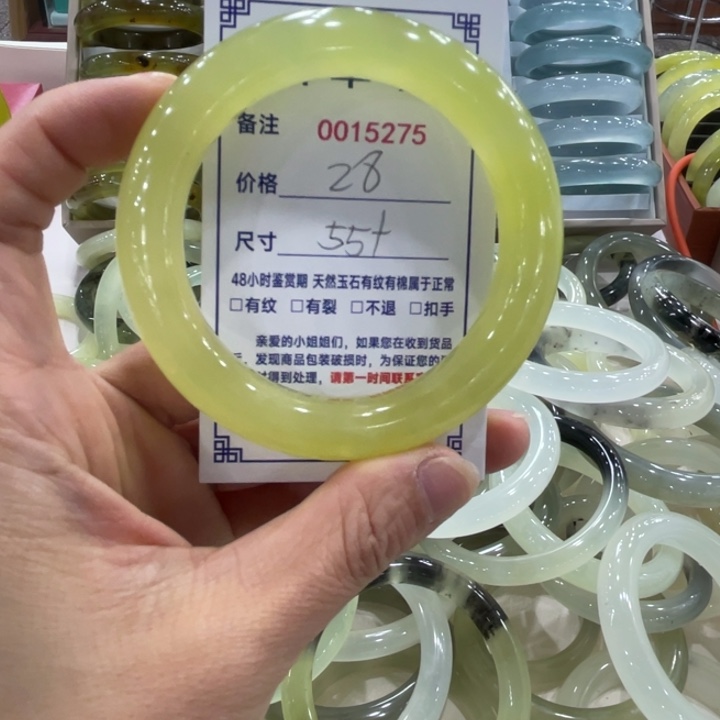 备注 0015275
价格 28
尺寸 55+
48小时鉴赏期 天然玉石有纹有棉属于正常
□有纹 □有裂 □不退 □扣手
亲爱的小姐姐们，如果您在收到货品
发现商品包装破损时，为保证您的
时得到处理，请第一时间联系